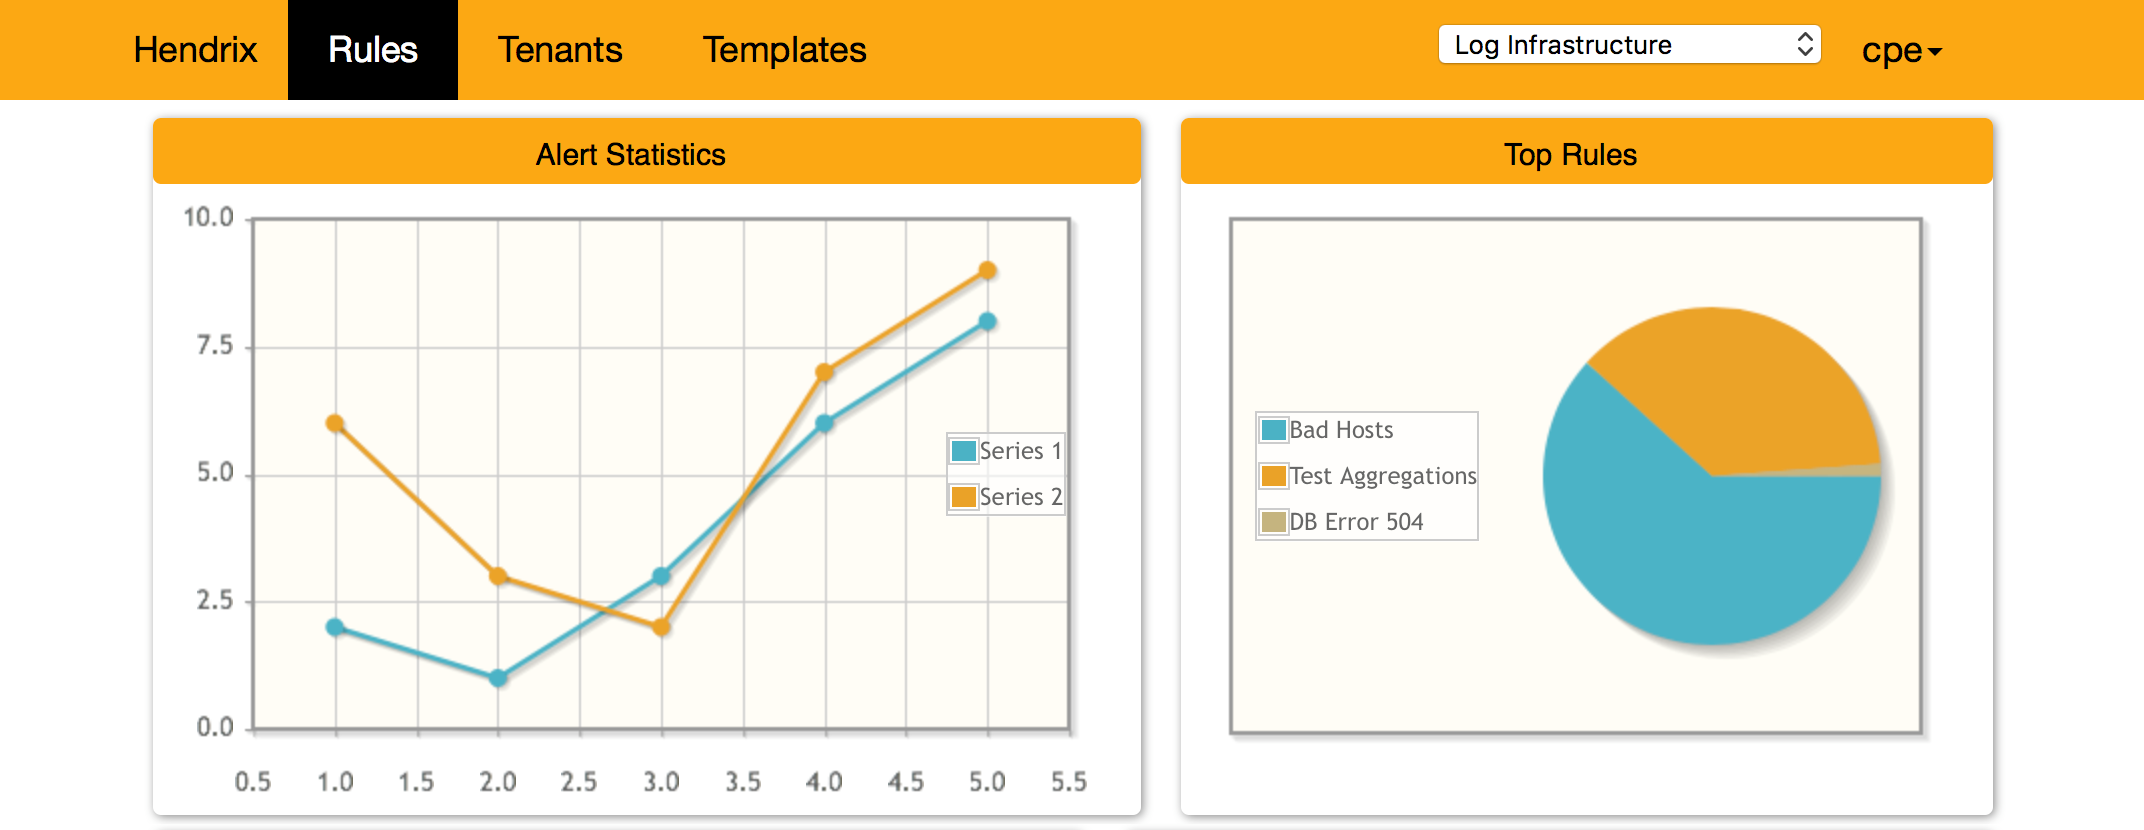 Hendrix Rules Tenants Templates Log Infrastructure cpe
Alert Statistics
10.0
7.5
5.0
2.5
0.0
0.5 1.0 1.5 2.0 2.5 3.0 3.5 4.0 4.5 5.0 5.5
Series 1
Series 2
Top Rules
Bad Hosts
Test Aggregations
DB Error 504